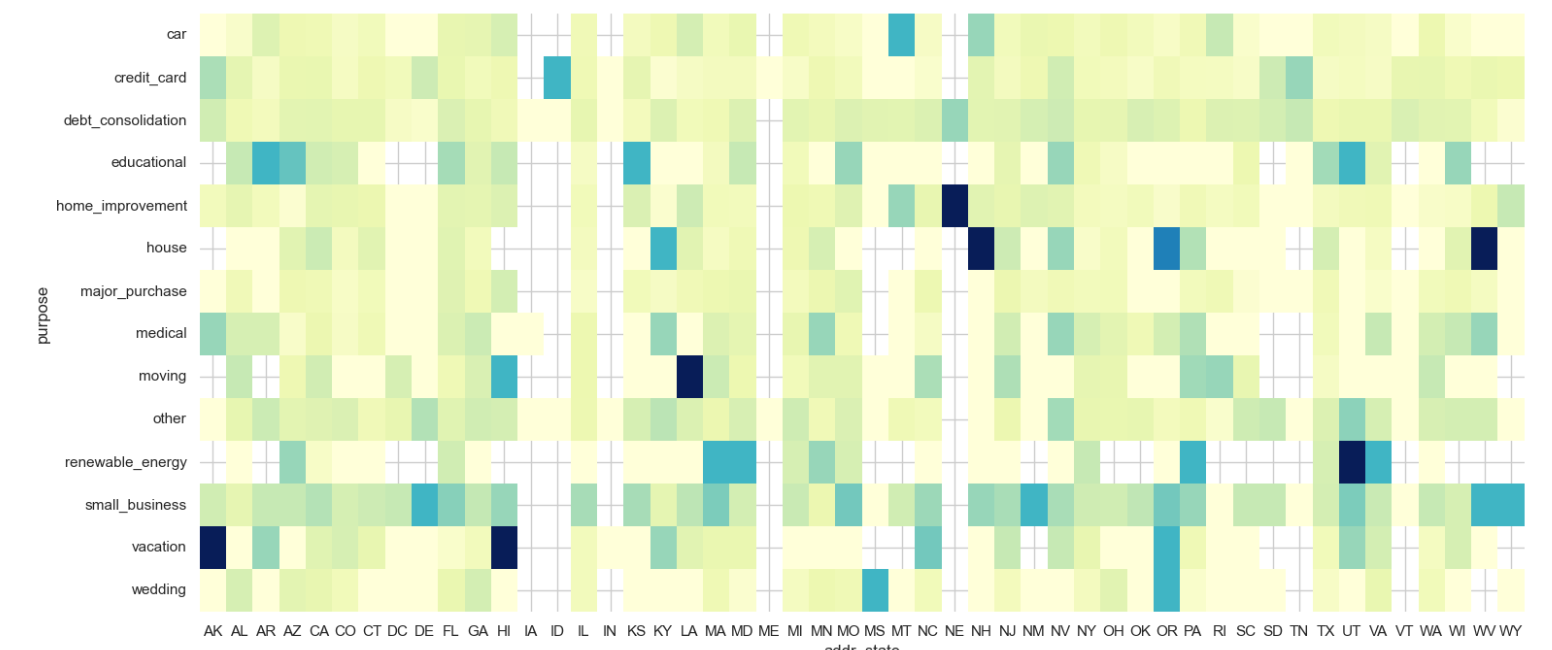 car
credit_card
debt_consolidation
educational
home_improvement
house
major_purchase
medical
moving
other
renewable_energy
small_business
vacation
wedding
purpose
AK AL AR AZ CA CO CT DC DE FL GA HI IA ID IL IN KS KY LA MA MD ME MI MN MO MS MT NC NE NH NJ NM NV NY OH OK OR PA RI SC SD TN TX UT VA VT WA WI WV WY
addr_state